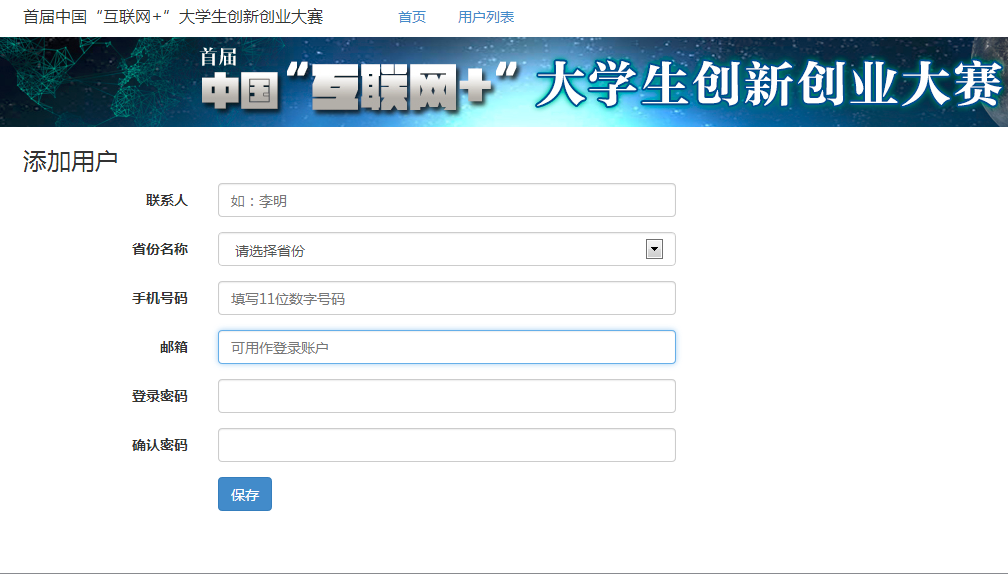 首届中国“互联网+”大学生创新创业大赛 首页 用户列表
首届
中国“互联网+” 大学生创新创业大赛
添加用户
联系人 如：李明
省份名称 请选择省份
手机号码 填写11位数字号码
邮箱 可用作登录账户
登录密码
确认密码
保存